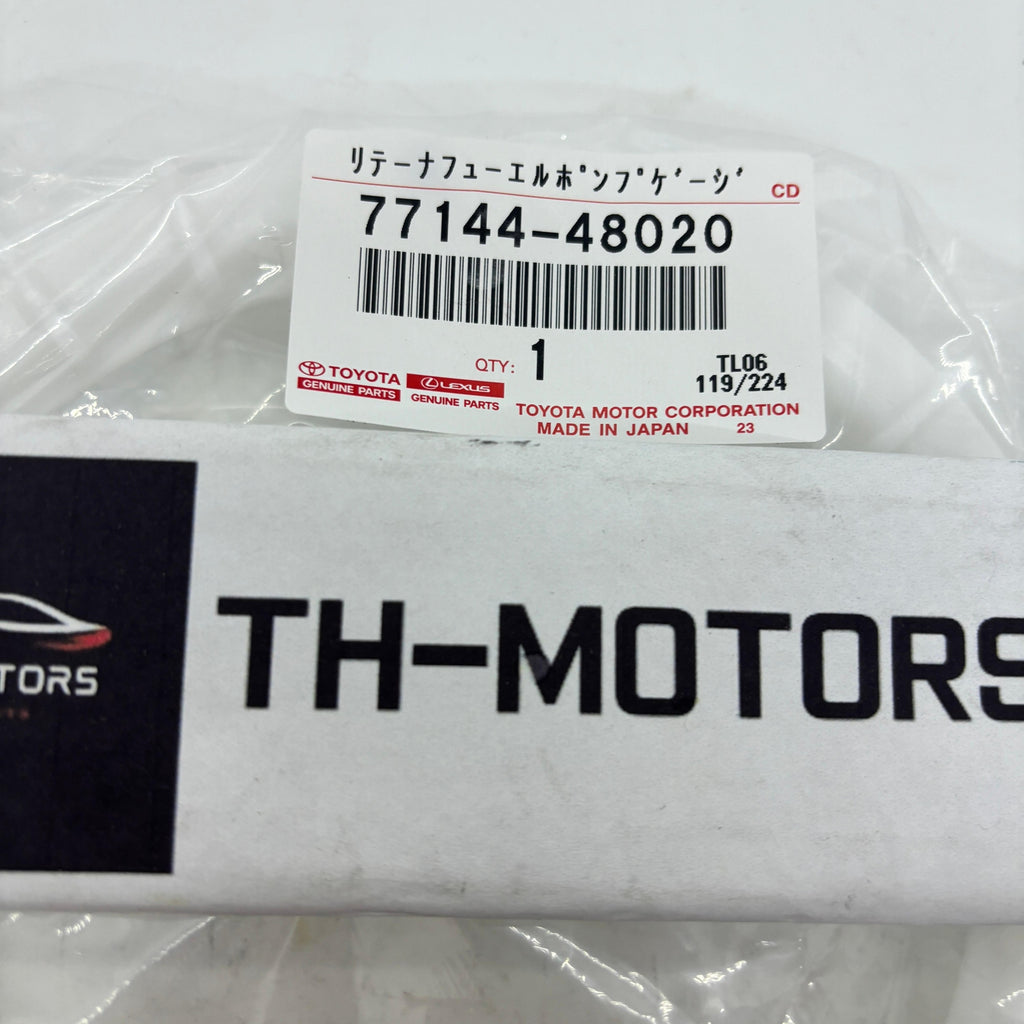 リテーナフューエルポンプゲージ
CD
77144-48020
QTY: 1
TL06
119/224
TOYOTA
GENUINE PARTS
LEXUS
GENUINE PARTS
TOYOTA MOTOR CORPORATION
MADE IN JAPAN 23
TORS
TH-MOTORS